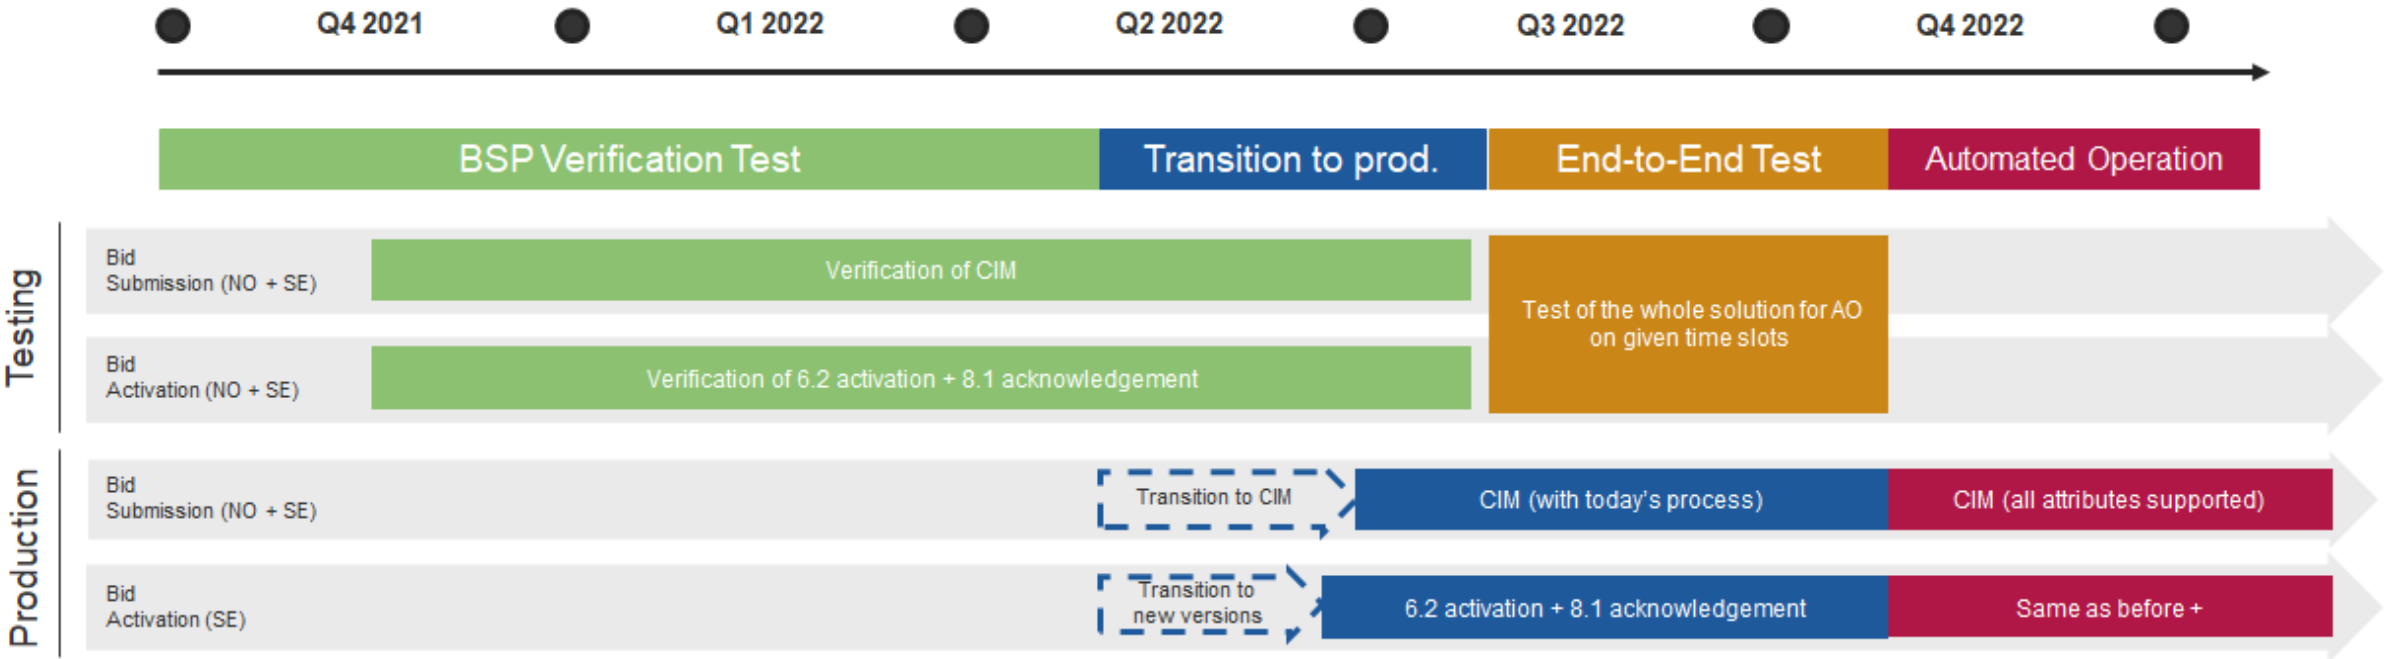 Q4 2021
Q1 2022
Q2 2022
Q3 2022
Q4 2022
BSP Verification Test
Transition to prod.
End-to-End Test
Automated Operation
Testing
Bid
Submission (NO + SE)
Verification of CIM
Test of the whole solution for AO
on given time slots
Bid
Activation (NO + SE)
Verification of 6.2 activation + 8.1 acknowledgement
Production
Bid
Submission (NO + SE)
Transition to CIM
CIM (with today's process)
CIM (all attributes supported)
Bid
Activation (SE)
Transition to
new versions
6.2 activation + 8.1 acknowledgement
Same as before +